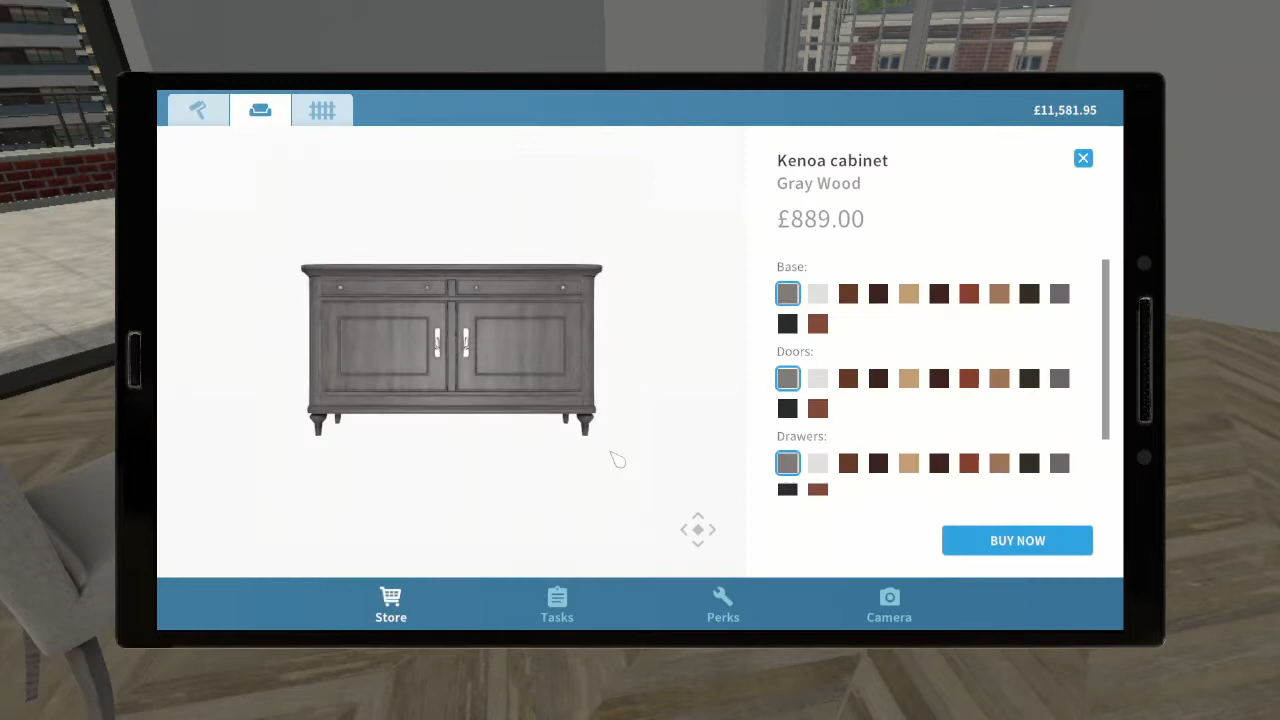 £11,581.95
Kenoa cabinet
Gray Wood
£889.00
Base:
Doors:
Drawers:
BUY NOW
Store
Tasks
Perks
Camera